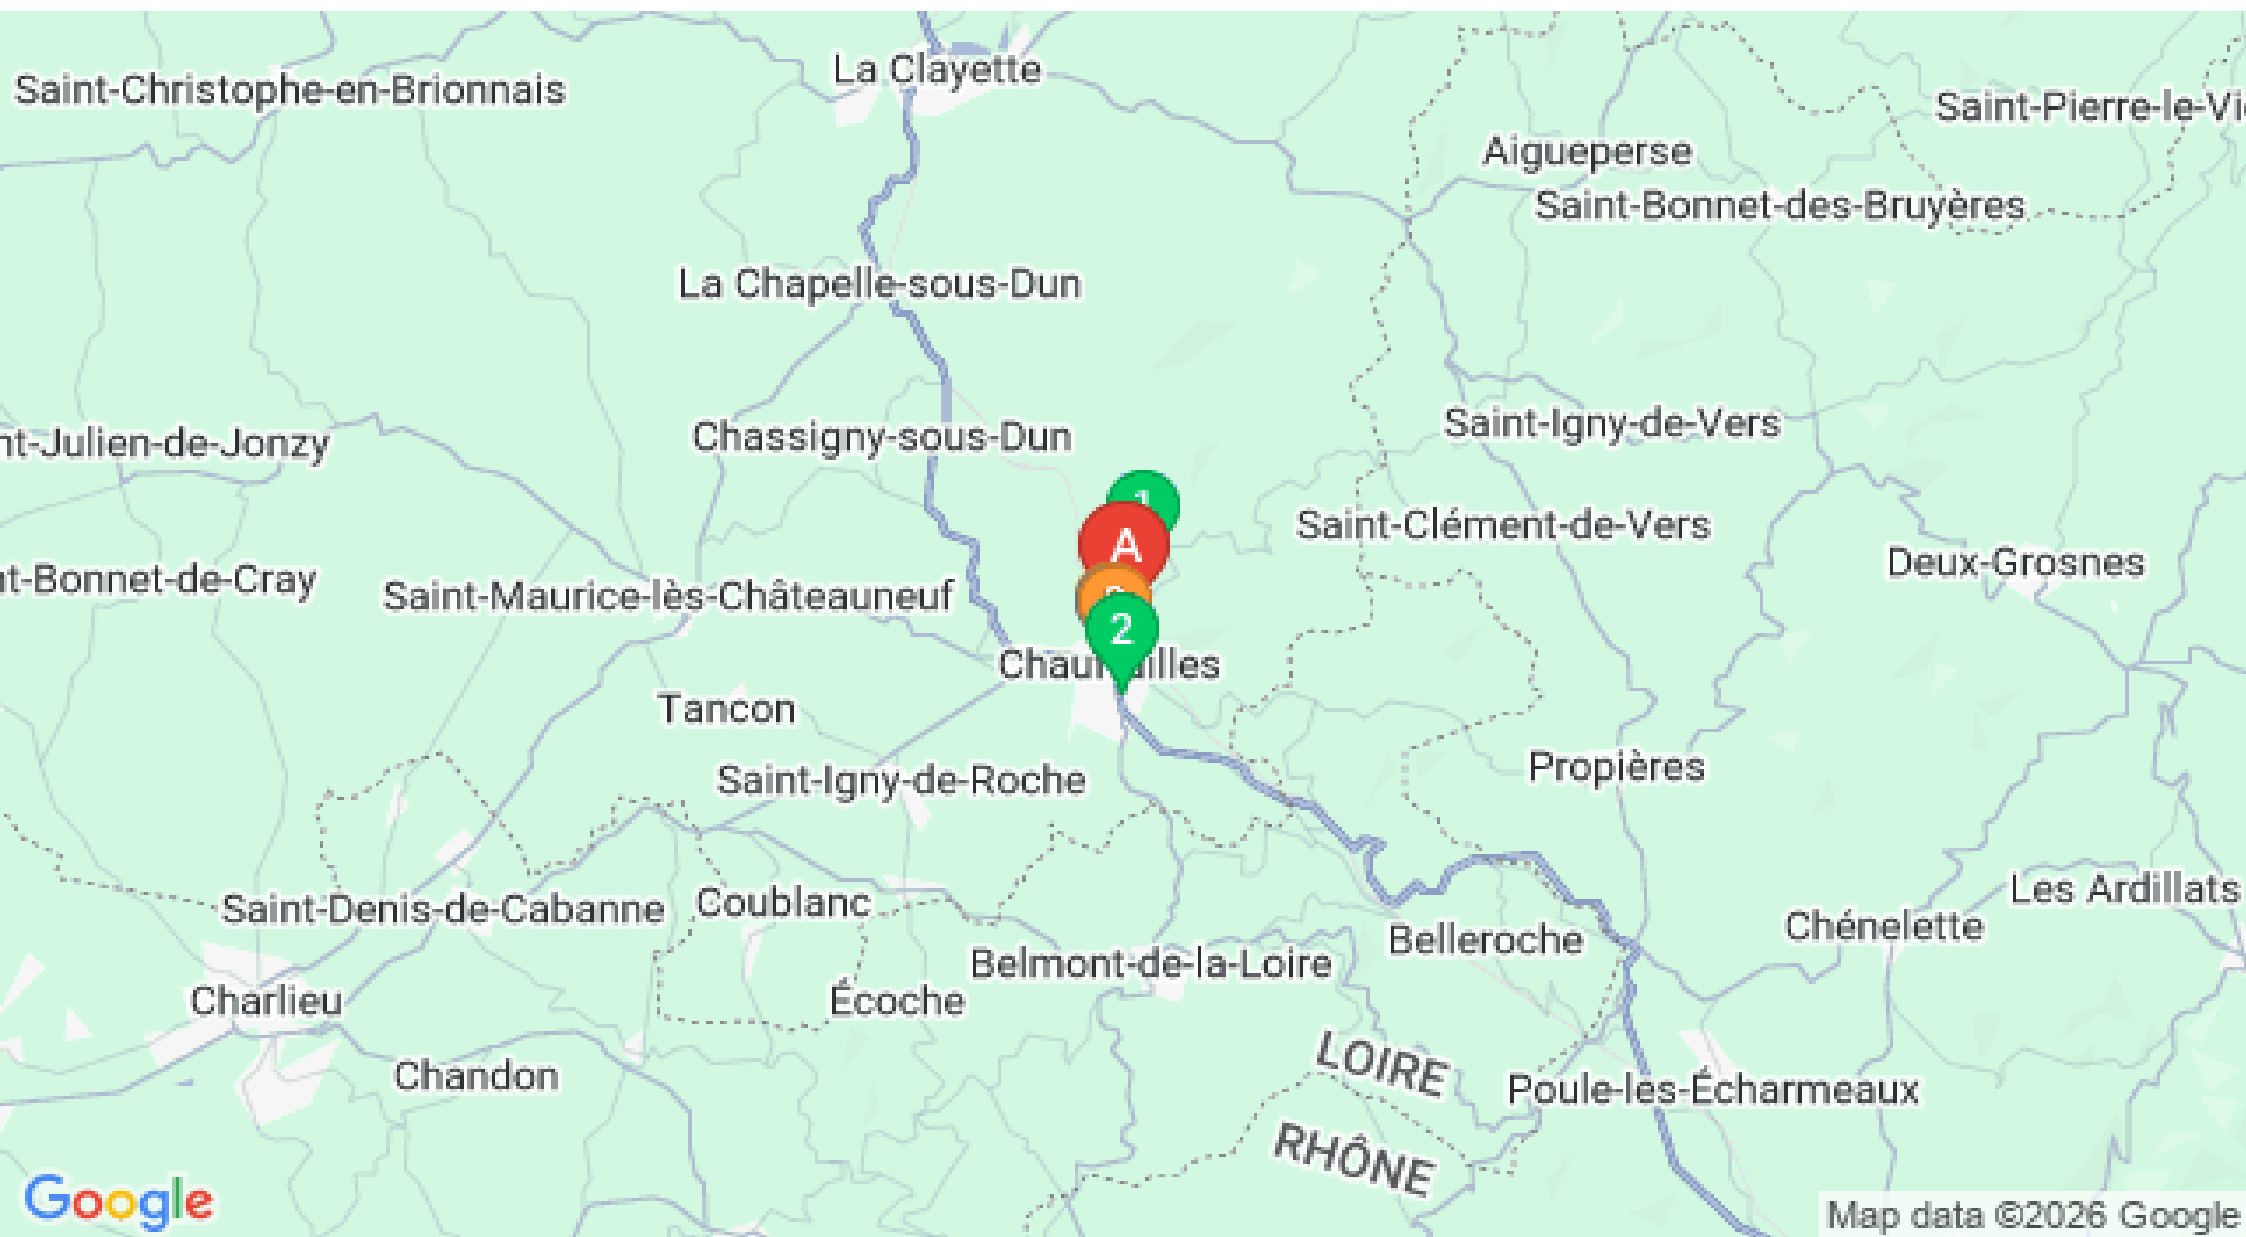 La Clayette
Saint-Christophe-en-Brionnais
Saint-Pierre-le-Vi
Aigueperse
Saint-Bonnet-des-Bruyères
La Chapelle-sous-Dun
Saint-Igny-de-Vers
Chassigny-sous-Dun
nt-Julien-de-Jonzy
1
Saint-Clément-de-Vers
A
Deux-Grosnes
nt-Bonnet-de-Cray
Saint-Maurice-lès-Châteauneuf
2
Tancon
Propières
Saint-Igny-de-Roche
Les Ardillats
Coublanc
Saint-Denis-de-Cabanne
Chénelette
Belleroche
Belmont-de-la-Loire
Charlieu
Écoche
LOIRE
Chandon
Poule-les-Écharmeaux
RHÔNE
Google
Map data ©2026 Google